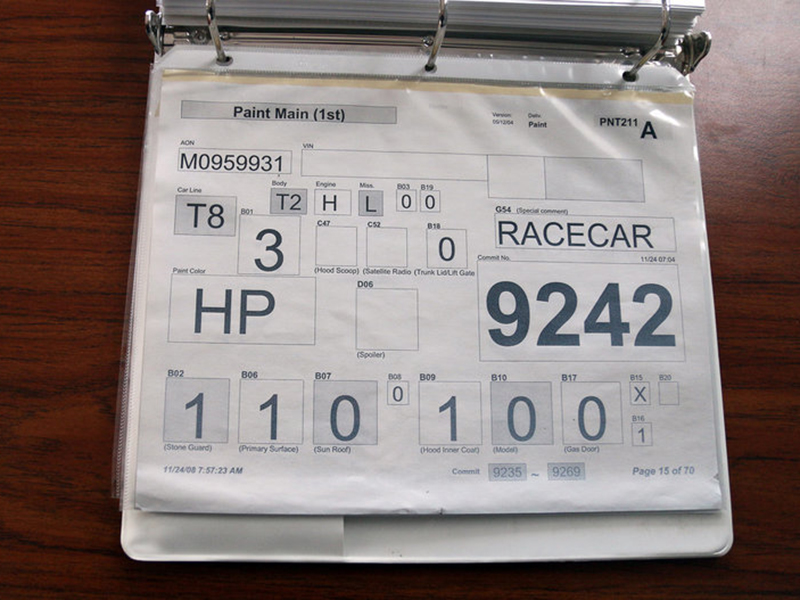 Paint Main (1st)
Version: 10/12/04
Deliv. Paint
PNT211 A
AON
VIN
M0959931
Car Line
Body
Engine
Miss.
B03
B19
T8
T2
H
L
0
0
B01
3
C47
C52
B18
0
(Hood Scoop) (Satellite Radio (Trunk Lid/Lift Gate
G54 (Special comment)
RACECAR
Commit No.
11/24 07:04
9242
Paint Color
HP
D06
(Spoiler)
B02
B06
B07
B08
B09
B10
B17
B15
B20
1
1
0
0
1
0
0
X
B16
1
(Stone Guard)
(Primary Surface)
(Sun Roof)
(Hood Inner Coat)
(Model)
(Gas Door)
11/24/08 7:57:23 AM
Commit 9235 ~ 9269
Page 15 of 70